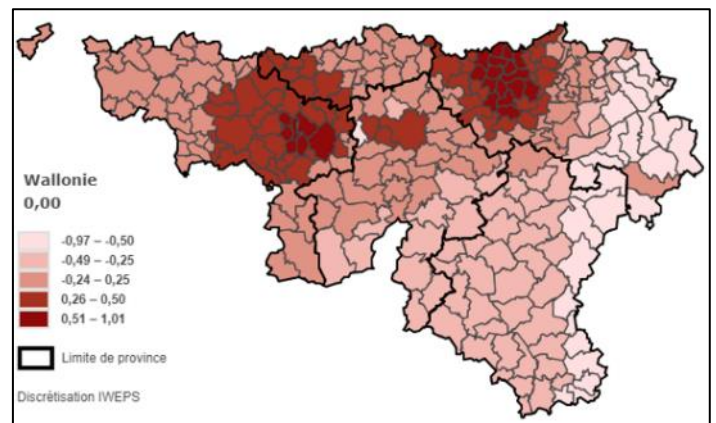 Wallonie
0,00
-0,97 – -0,50
-0,49 – -0,25
-0,24 – 0,25
0,26 – 0,50
0,51 – 1,01
Limite de province
Discrétisation IWEPS